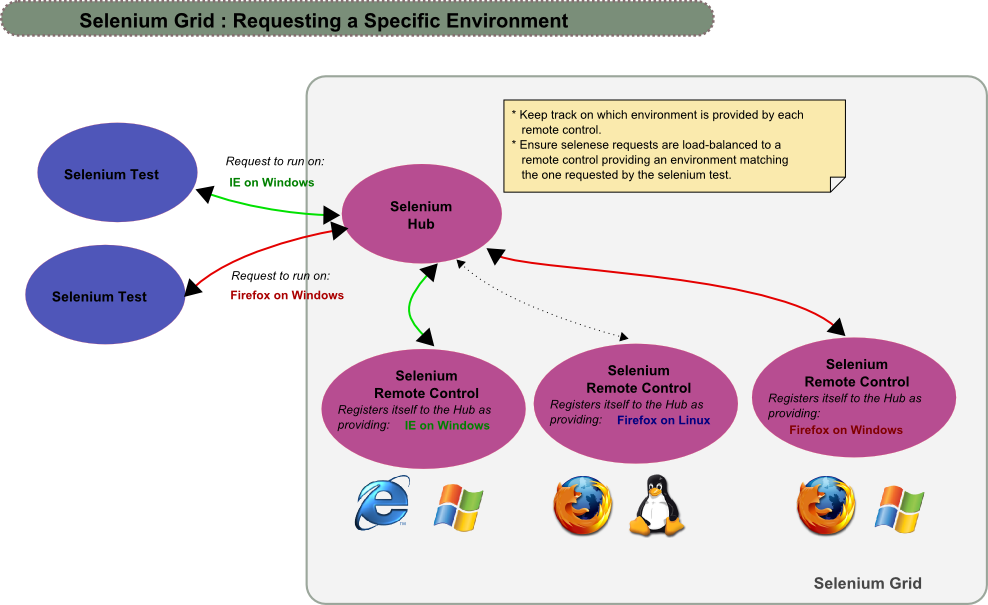 Selenium Grid : Requesting a Specific Environment
* Keep track on which environment is provided by each
remote control.
* Ensure selenese requests are load-balanced to a
remote control providing an environment matching
the one requested by the selenium test.
Selenium Test
Request to run on:
IE on Windows
Selenium
Hub
Selenium Test
Request to run on:
Firefox on Windows
Selenium
Remote Control
Registers itself to the Hub as
providing: IE on Windows
Selenium
Remote Control
Registers itself to the Hub as
providing: Firefox on Linux
Selenium
Remote Control
Registers itself to the Hub as
providing:
Firefox on Windows
TM
Selenium Grid